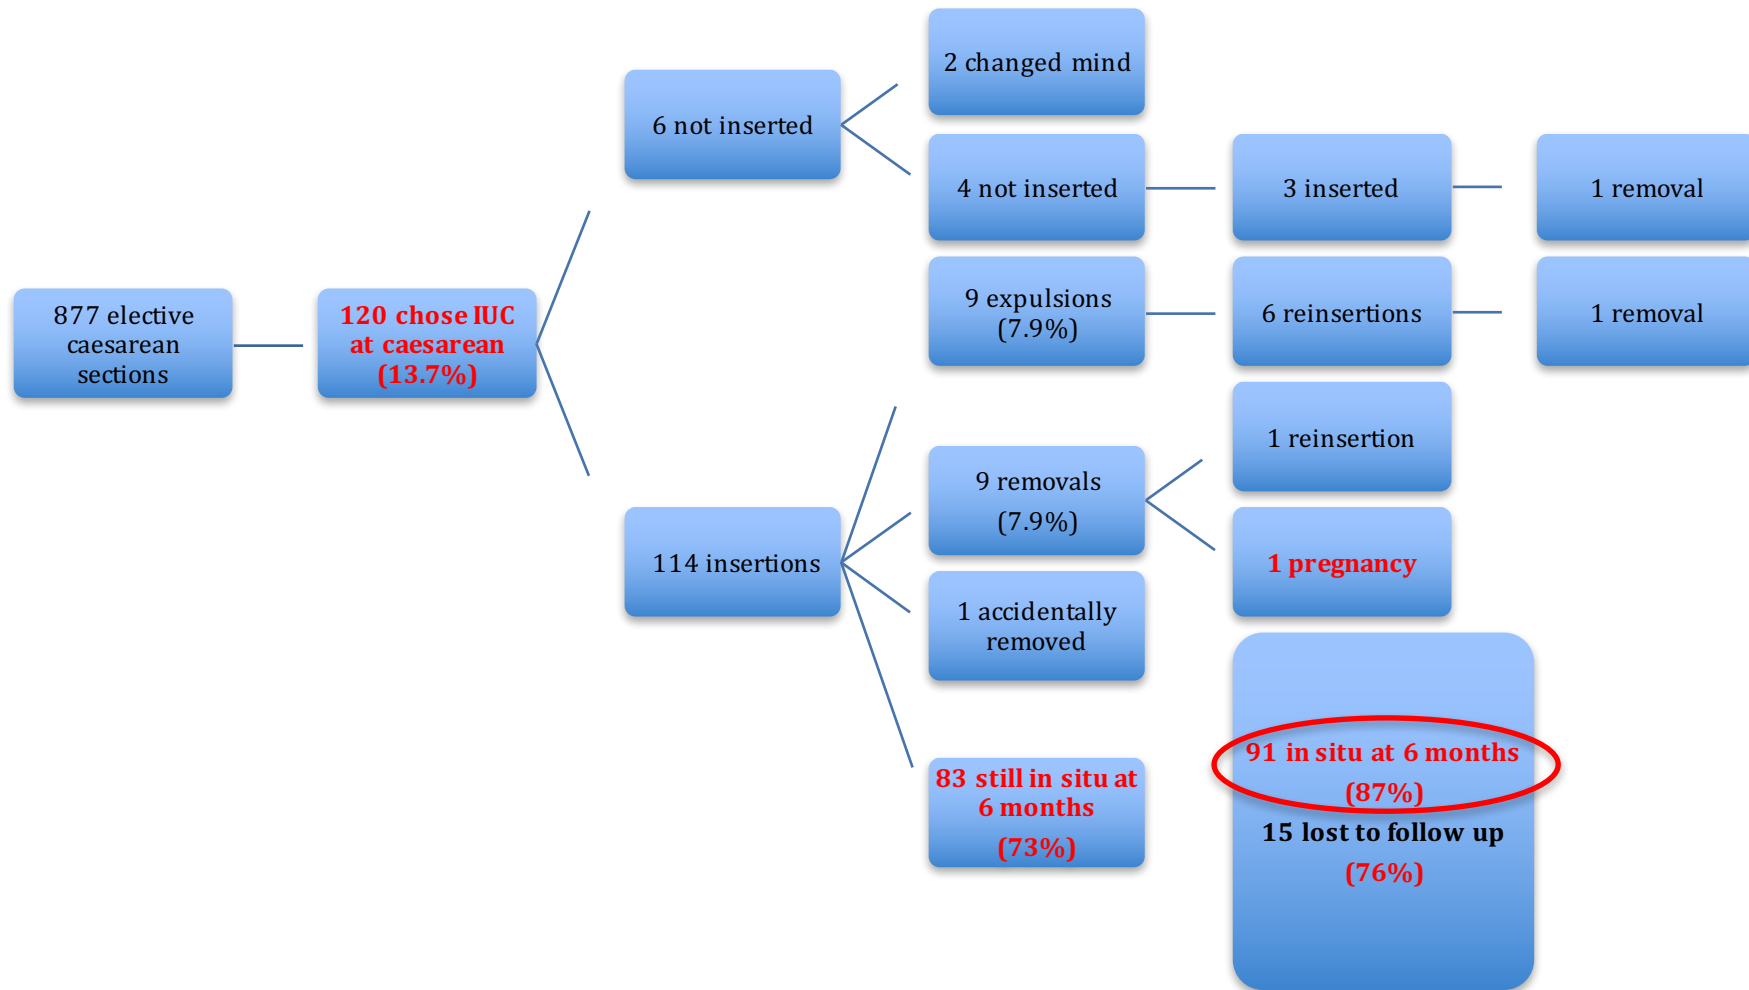 877 elective
caesarean
sections
120 chose IUC
at caesarean
(13.7%)
6 not inserted
2 changed mind
4 not inserted
3 inserted
1 removal
114 insertions
9 expulsions
(7.9%)
6 reinsertions
1 removal
9 removals
(7.9%)
1 reinsertion
1 pregnancy
1 accidentally
removed
83 still in situ at
6 months
(73%)
91 in situ at 6 months
(87%)
15 lost to follow up
(76%)